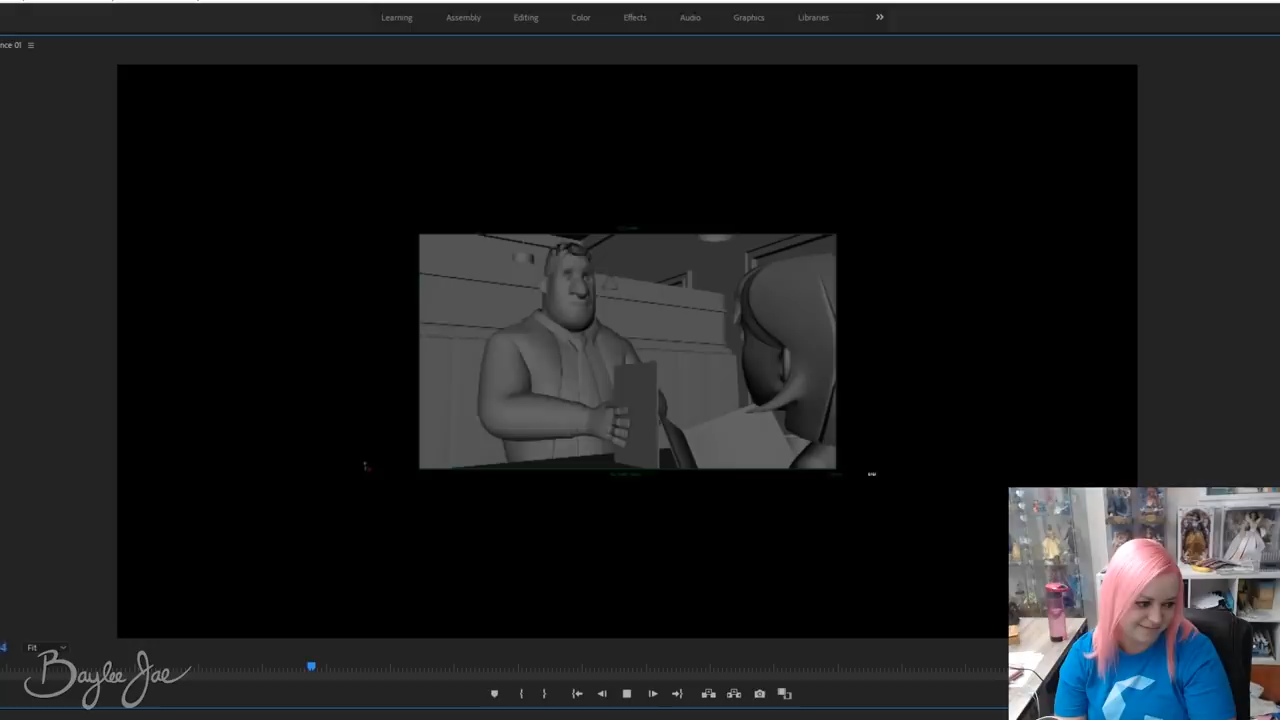 Learning Assembly Editing Color Effects Audio Graphics Libraries
nce 01
Fit
Baylee Jae